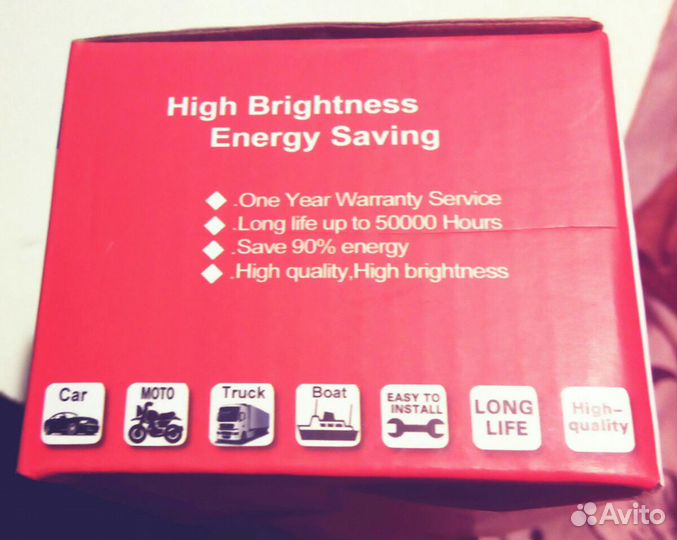 High Brightness
Energy Saving
.One Year Warranty Service
.Long life up to 50000 Hours
.Save 90% energy
.High quality,High brightness
Car
MOTO
Truck
Boat
EASY TO
INSTALL
LONG
LIFE
High-
quality
Avito